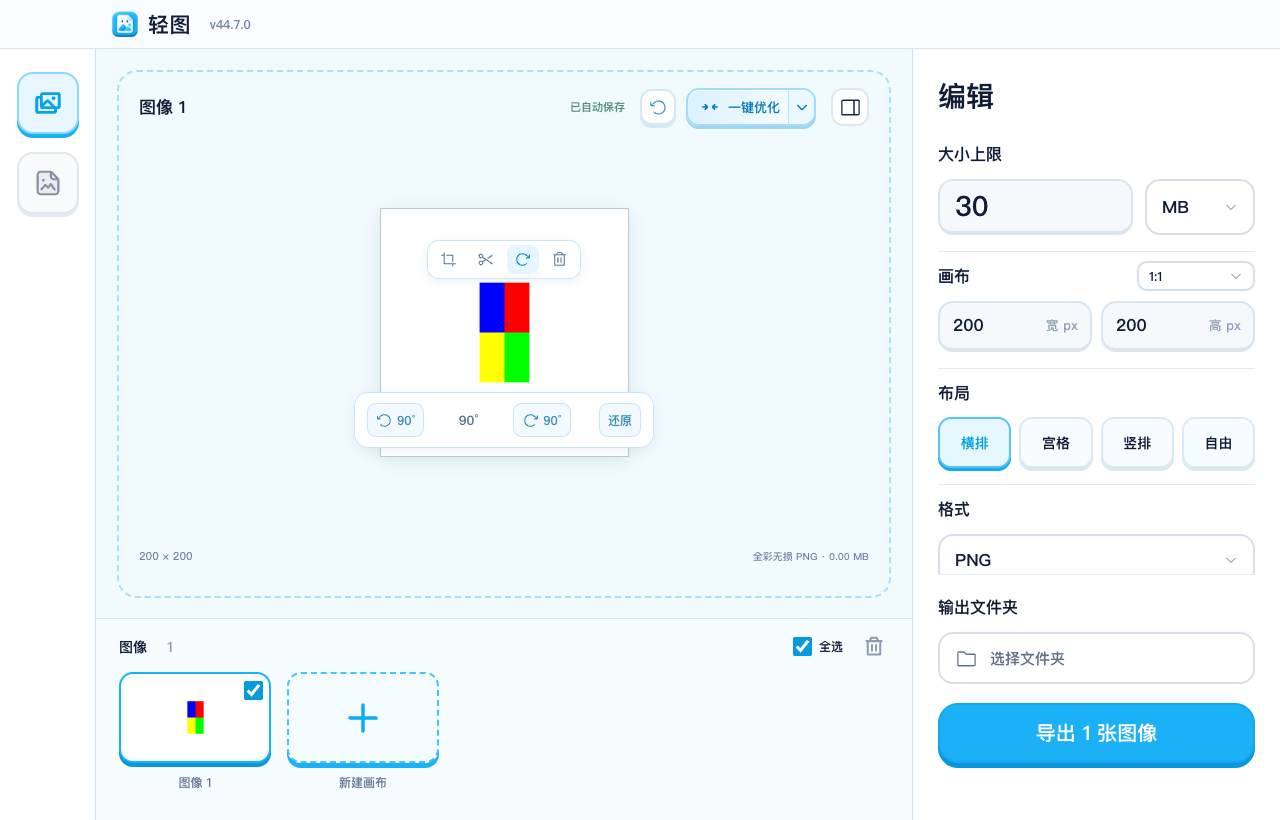 轻图 v44.7.0
图像 1
已自动保存
一键优化
90°
90°
90°
还原
200 × 200
全彩无损 PNG · 0.00 MB
图像 1
全选
图像 1
新建画布
编辑
大小上限
30
MB
画布
1:1
200 宽 px
200 高 px
布局
横排
宫格
竖排
自由
格式
PNG
输出文件夹
选择文件夹
导出 1 张图像